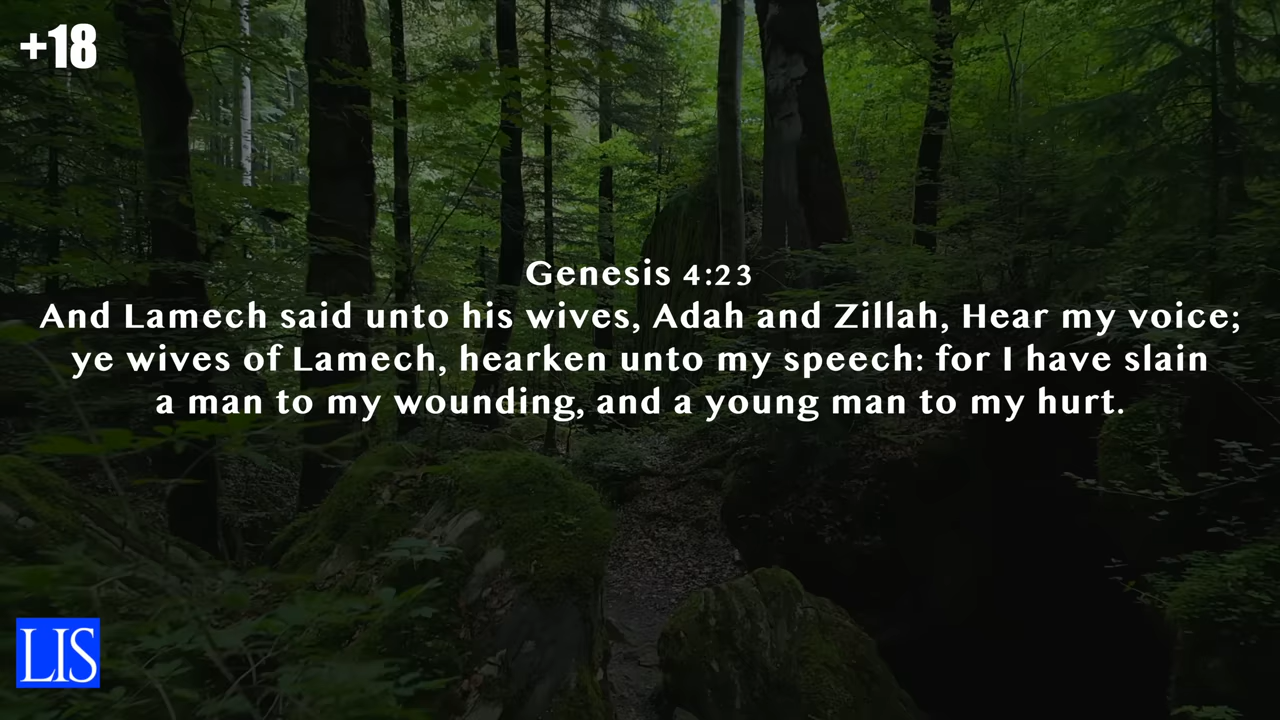 +18
Genesis 4:23
And Lamech said unto his wives, Adah and Zillah, Hear my voice;
ye wives of Lamech, hearken unto my speech: for I have slain
a man to my wounding, and a young man to my hurt.
LIS